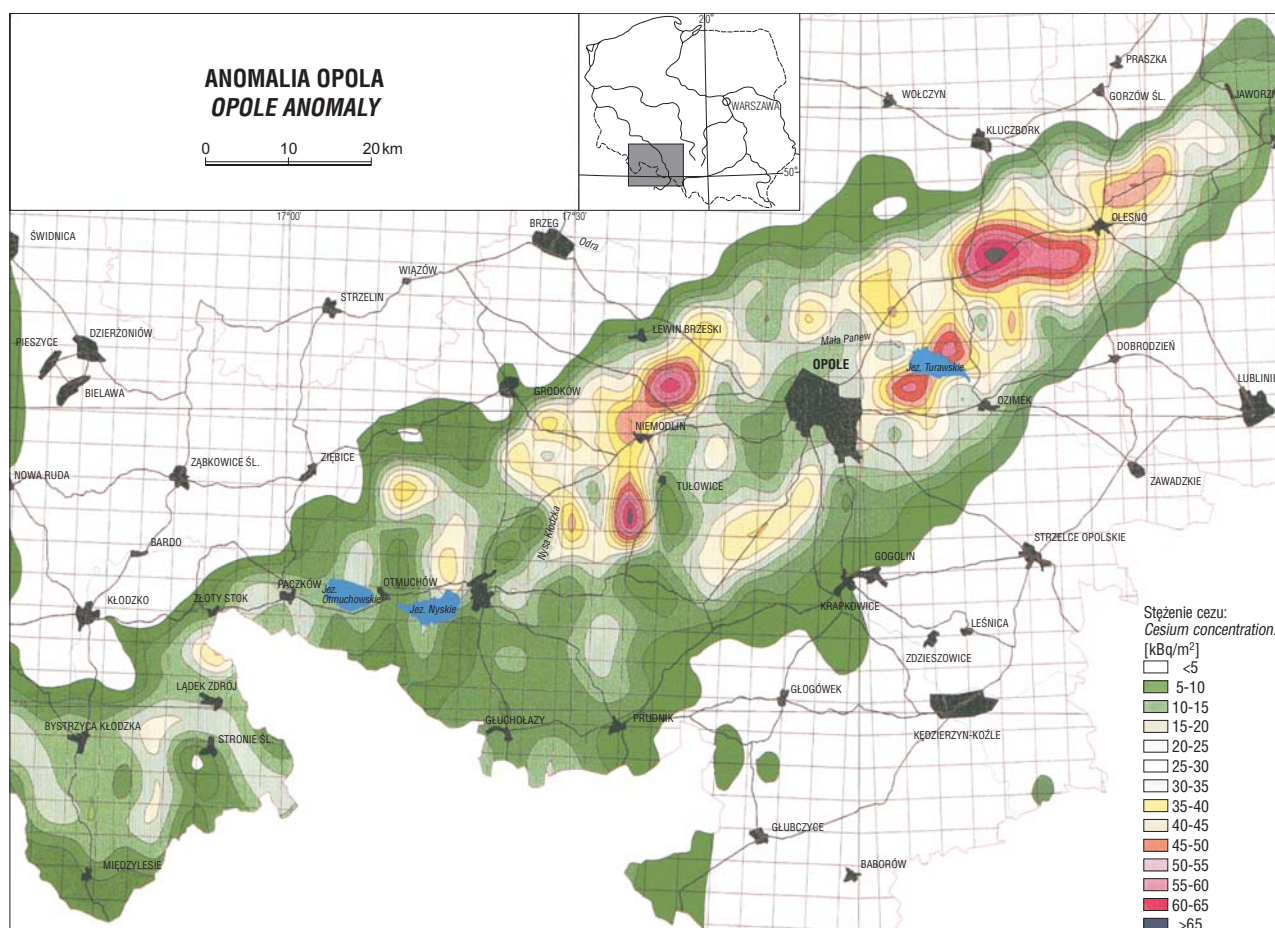 ANOMALIA OPOLA
OPOLE ANOMALY
0 10 20 km
20°
WARSZAWA
50°
PRASZKA
WOŁCZYN
GORZÓW ŚL.
JAWORZN
KLUCZBORK
17°00
17°30
OLESNO
BRZEG
Odra
ŚWIDNICA
WIĄZÓW
STRZELIN
DZIERŻONIÓW
PIESZYCE
LEWIN BRZESKI
Mała Panew
DOBRODZIEŃ
OPOLE
Jez. Turawskie
BIELAWA
GRODKÓW
LUBLINIE
OZIMEK
NIEMODLIN
ZĄBKOWICE ŚL.
ZIĘBICE
NOWA RUDA
TUŁOWICE
ZAWADZKIE
Nysa Kłodzka
BARDO
STRZELCE OPOLSKIE
GOGOLIN
PACZKÓW
OTMUCHÓW
Jez.
Otmuchowskie
Jez. Nyskie
KŁODZKO
ZŁOTY STOK
KRAPKOWICE
LEŚNICA
ZDZIESZOWICE
LĄDEK ZDRÓJ
GŁOGÓWEK
BYSTRZYCA KŁODZKA
STRONIE ŚL.
GŁUCHOŁAZY
PRUDNIK
KĘDZIERZYN-KOŹLE
GŁUBCZYCE
MIĘDZYLESIE
BABORÓW
Stężenie cezu:
Cesium concentration:
[kBq/m²]
<5
5-10
10-15
15-20
20-25
25-30
30-35
35-40
40-45
45-50
50-55
55-60
60-65
>65